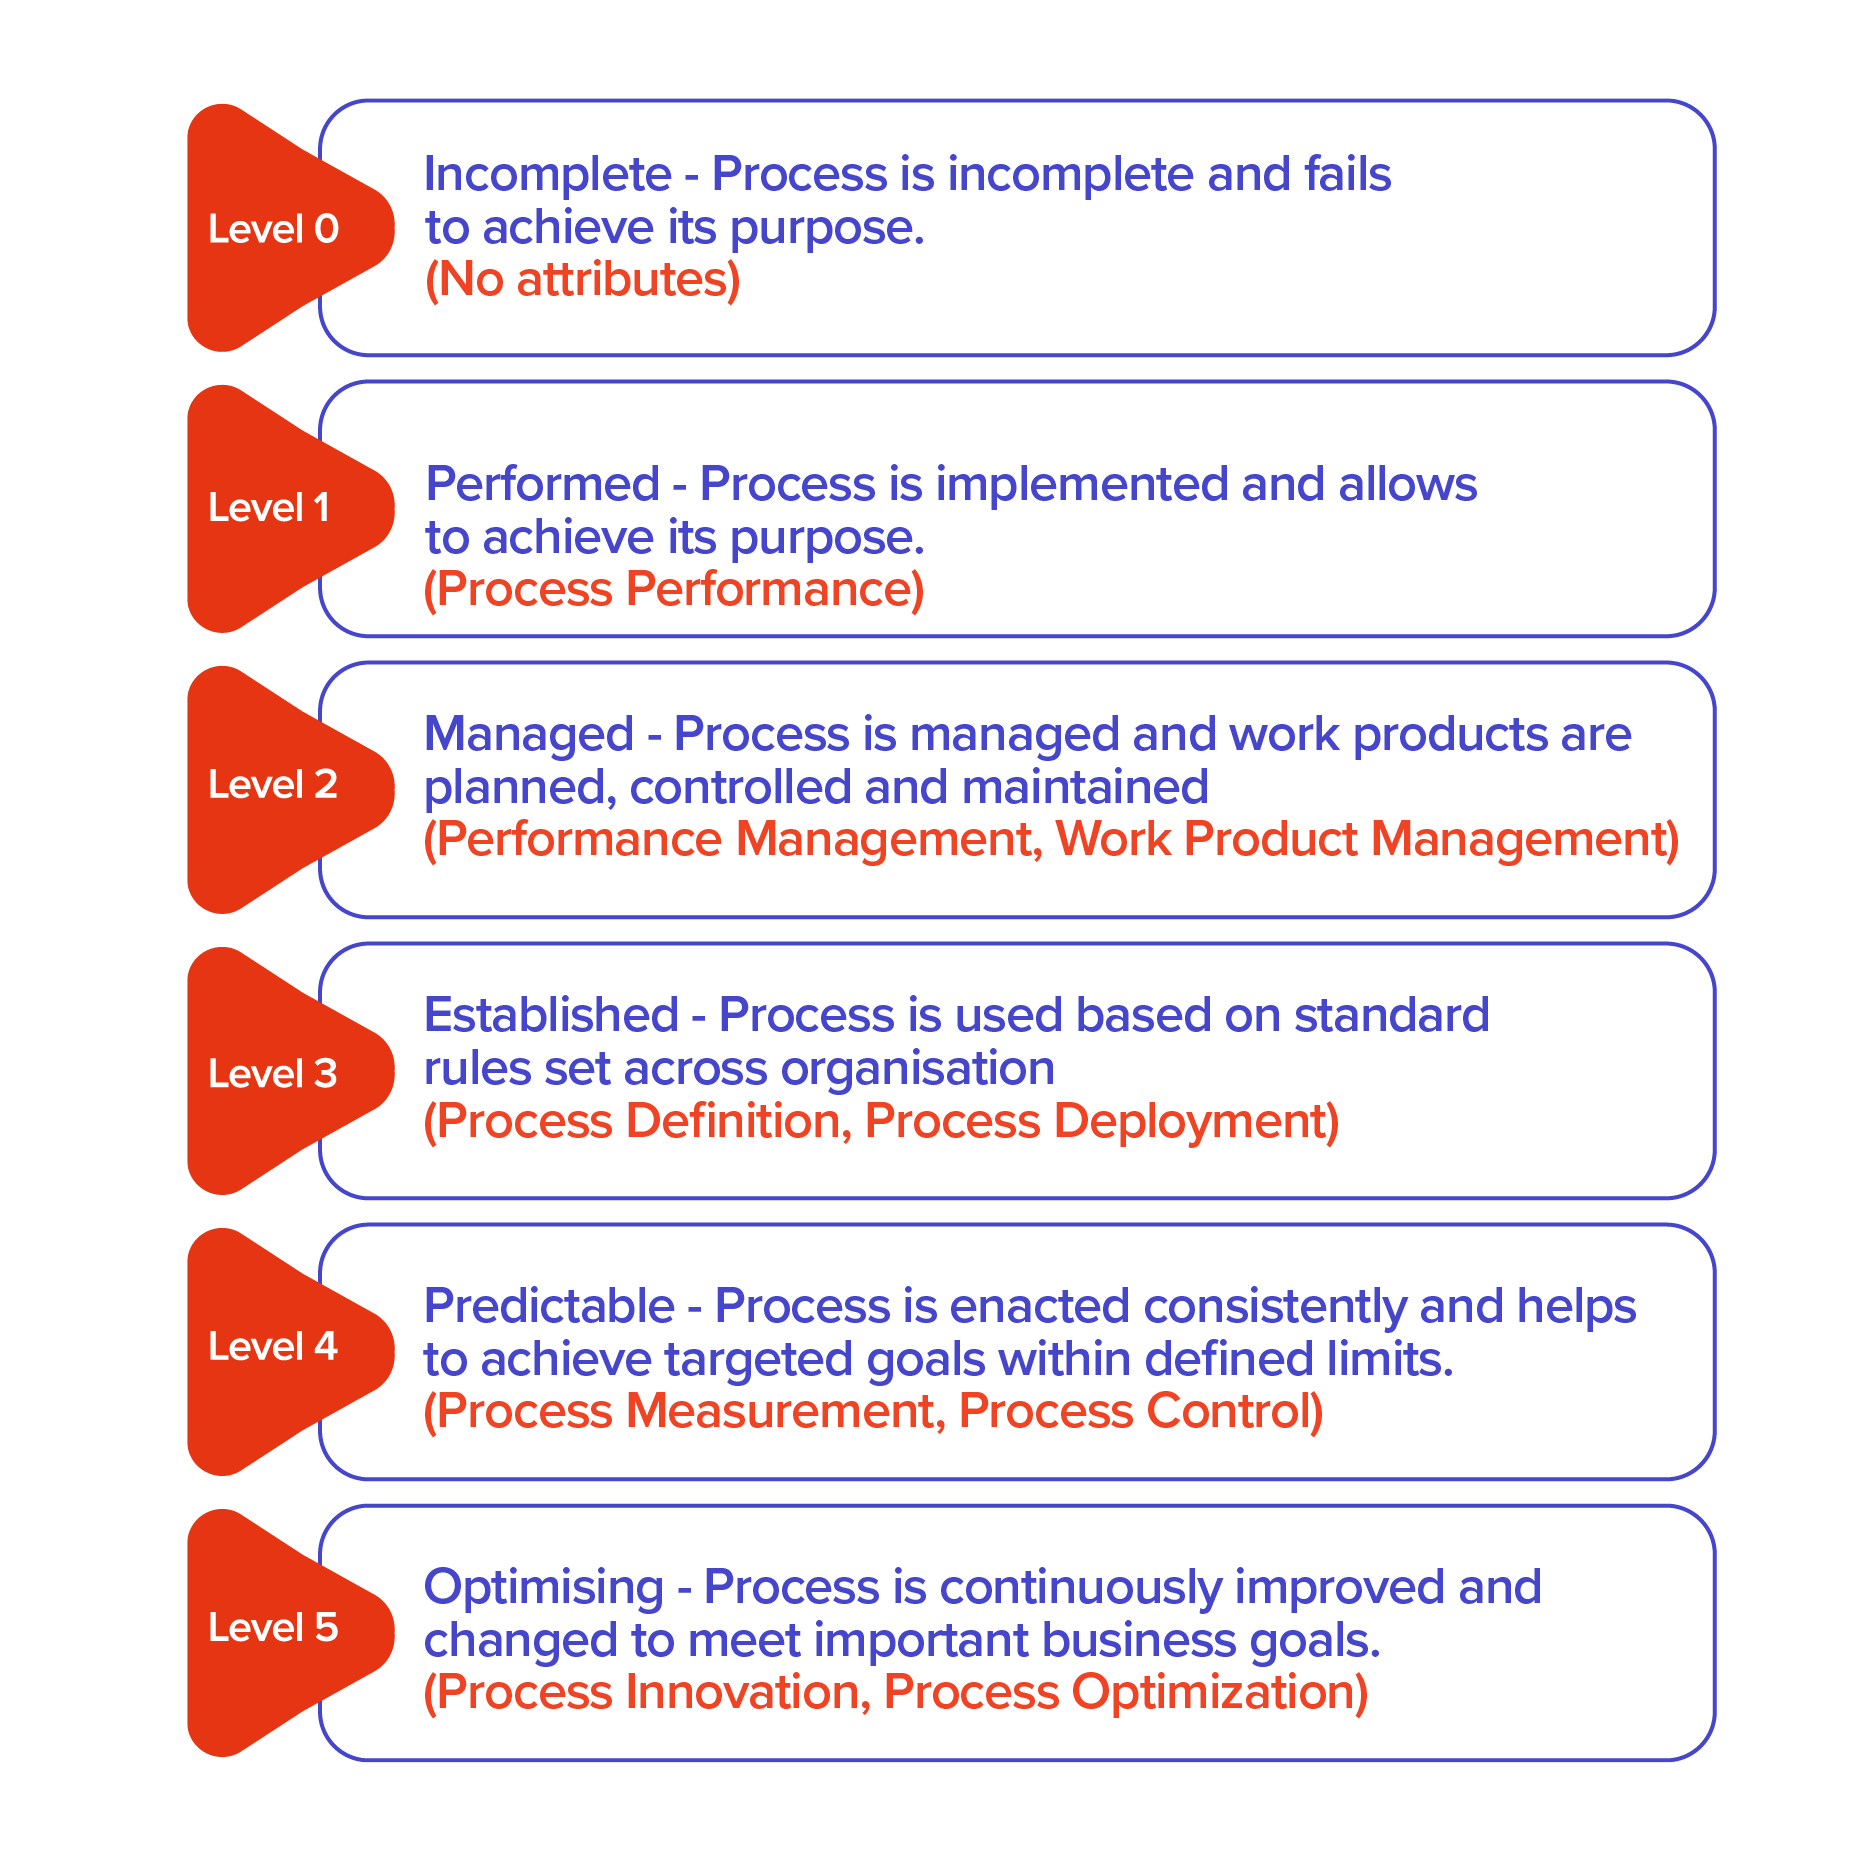 Level 0
Incomplete - Process is incomplete and fails
to achieve its purpose.
(No attributes)
Level 1
Performed - Process is implemented and allows
to achieve its purpose.
(Process Performance)
Level 2
Managed - Process is managed and work products are
planned, controlled and maintained
(Performance Management, Work Product Management)
Level 3
Established - Process is used based on standard
rules set across organisation
(Process Definition, Process Deployment)
Level 4
Predictable - Process is enacted consistently and helps
to achieve targeted goals within defined limits.
(Process Measurement, Process Control)
Level 5
Optimising - Process is continuously improved and
changed to meet important business goals.
(Process Innovation, Process Optimization)